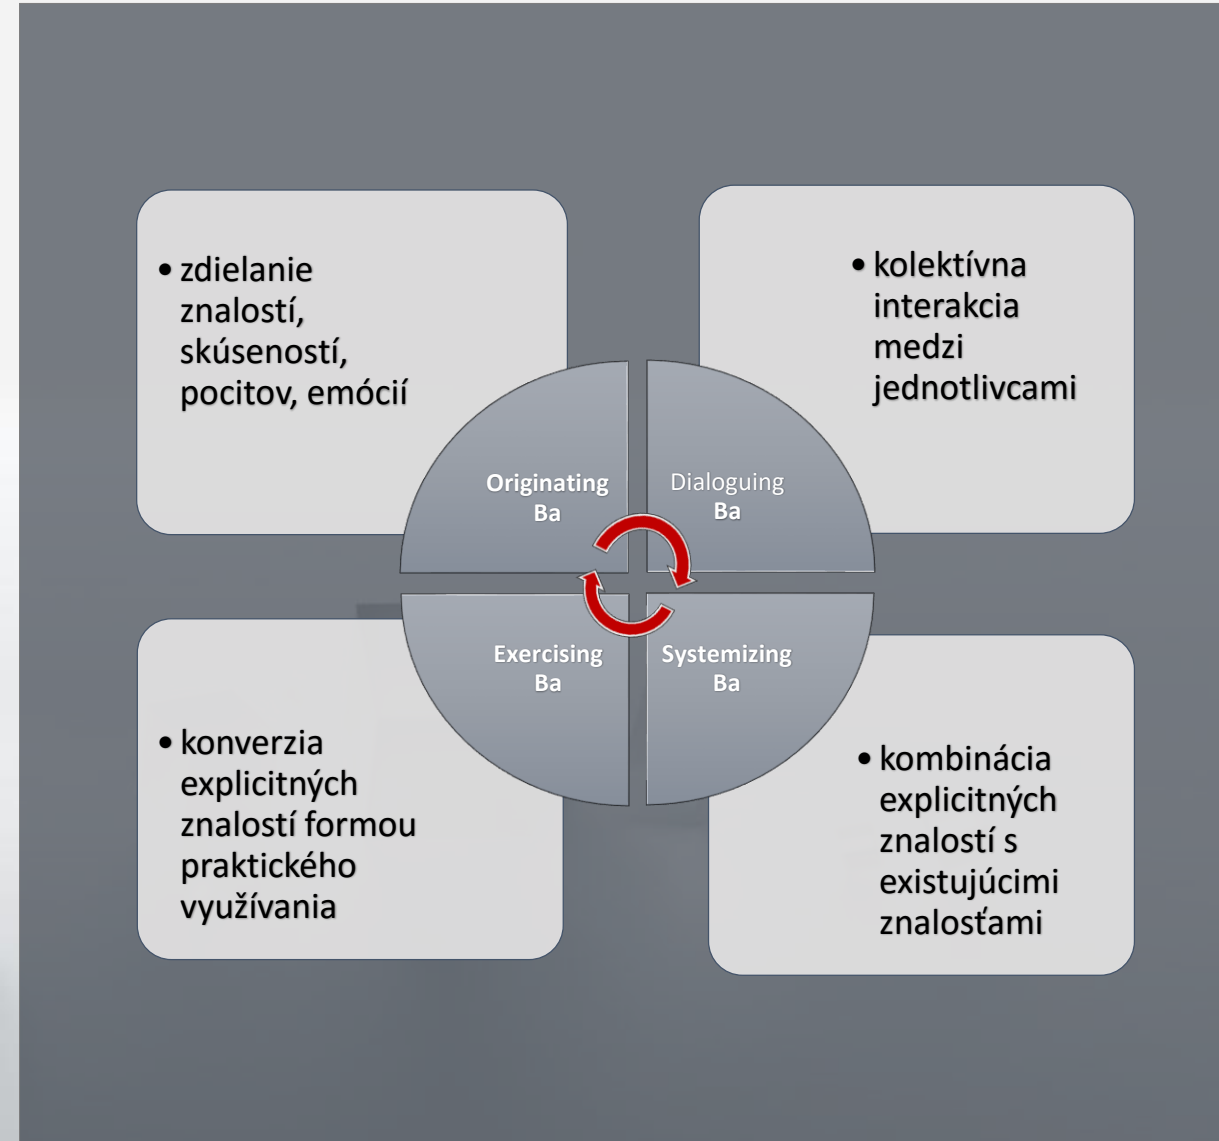 • zdielanie
znalostí,
skúseností,
pocitov, emócií
• kolektívna
interakcia
medzi
jednotlivcami
Originating
Ba
Dialoguing
Ba
Exercising
Ba
Systemizing
Ba
• konverzia
explicitných
znalostí formou
praktického
využívania
• kombinácia
explicitných
znalostí s
existujúcimi
znalosťami